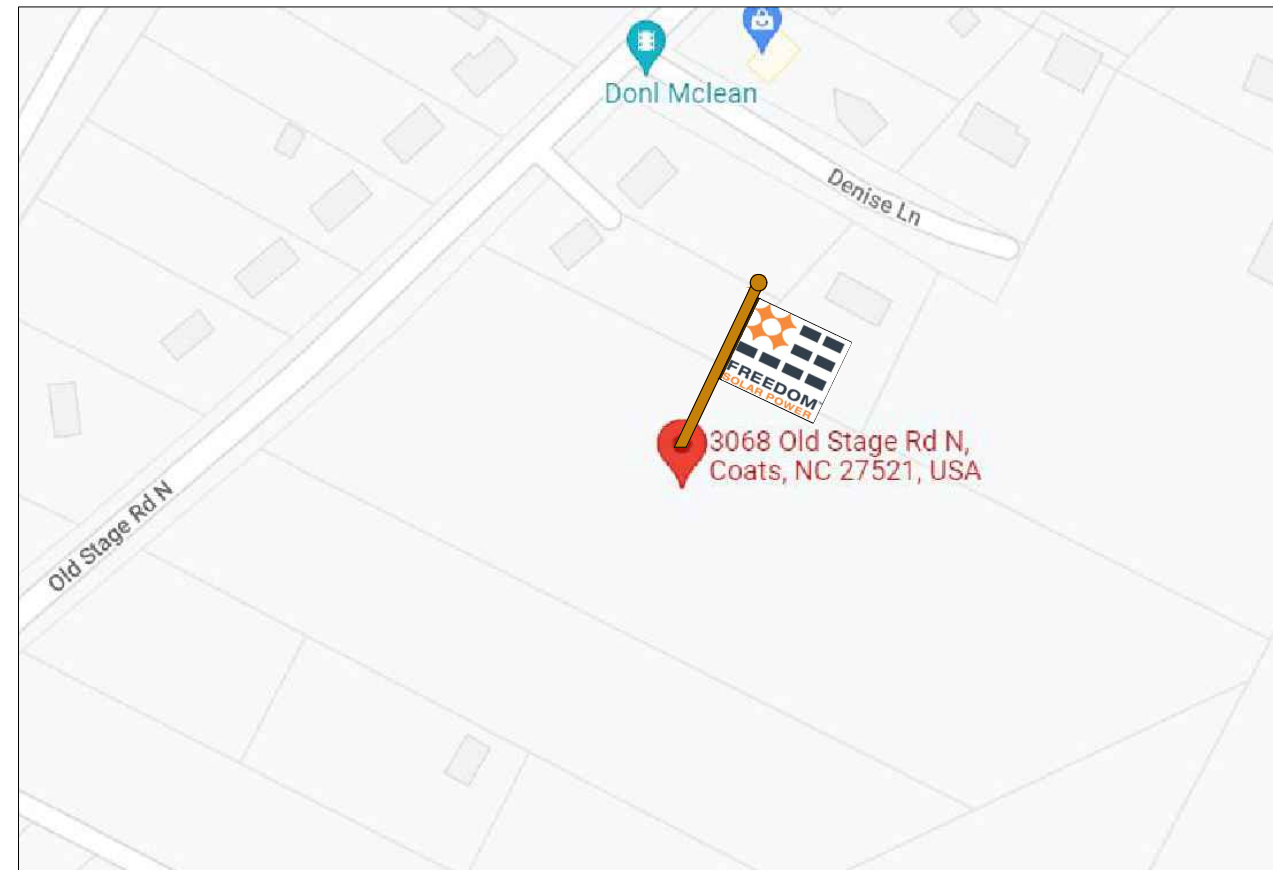 Donl Mclean
Denise Ln
FREEDOM
SOLAR POWER
3068 Old Stage Rd N,
Coats, NC 27521, USA
Old Stage Rd N